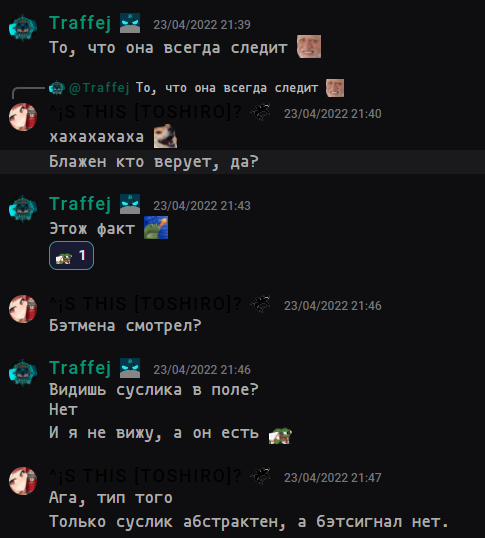 Traffej 23/04/2022 21:39
То, что она всегда следит
@Traffej То, что она всегда следит
^¡S THIS [TOSHIRO]? 23/04/2022 21:40
хахахахаха
Блажен кто верует, да?
Traffej 23/04/2022 21:43
Этож факт
1
^¡S THIS [TOSHIRO]? 23/04/2022 21:46
Бэтмена смотрел?
Traffej 23/04/2022 21:46
Видишь суслика в поле?
Нет
И я не вижу, а он есть
^¡S THIS [TOSHIRO]? 23/04/2022 21:47
Ага, тип того
Только суслик абстрактен, а бэтсигнал нет.